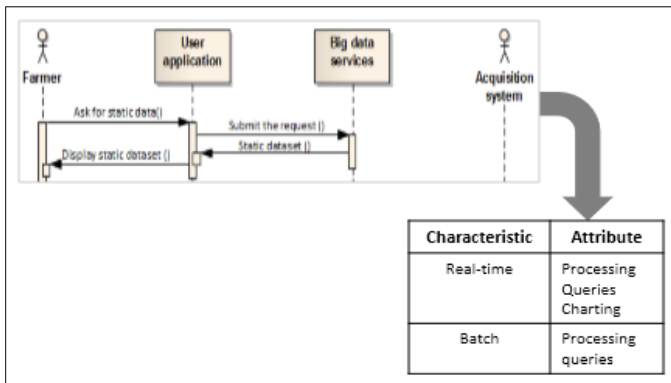 Farmer
User
application
Big data
services
Acquisition
system
Ask for static data()
Submit the request ()
Static dataset ()
Display static dataset ()
Characteristic Attribute
Real-time Processing
Queries
Charting
Batch Processing
queries